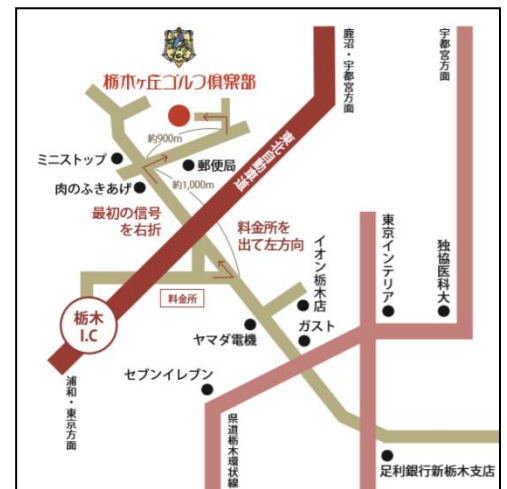 栃木ヶ丘ゴルフ倶楽部
鹿沼・宇都宮方面
宇都宮方面
約900m
東北自動車道
ミニストップ
郵便局
肉のふきあげ
約1,000m
最初の信号
を右折
料金所を
出て左方向
料金所
栃木
I.C
イオン栃木店
東京インテリア
独協医科大
ヤマダ電機
ガスト
セブンイレブン
浦和・東京方面
県道栃木環状線
足利銀行新栃木支店